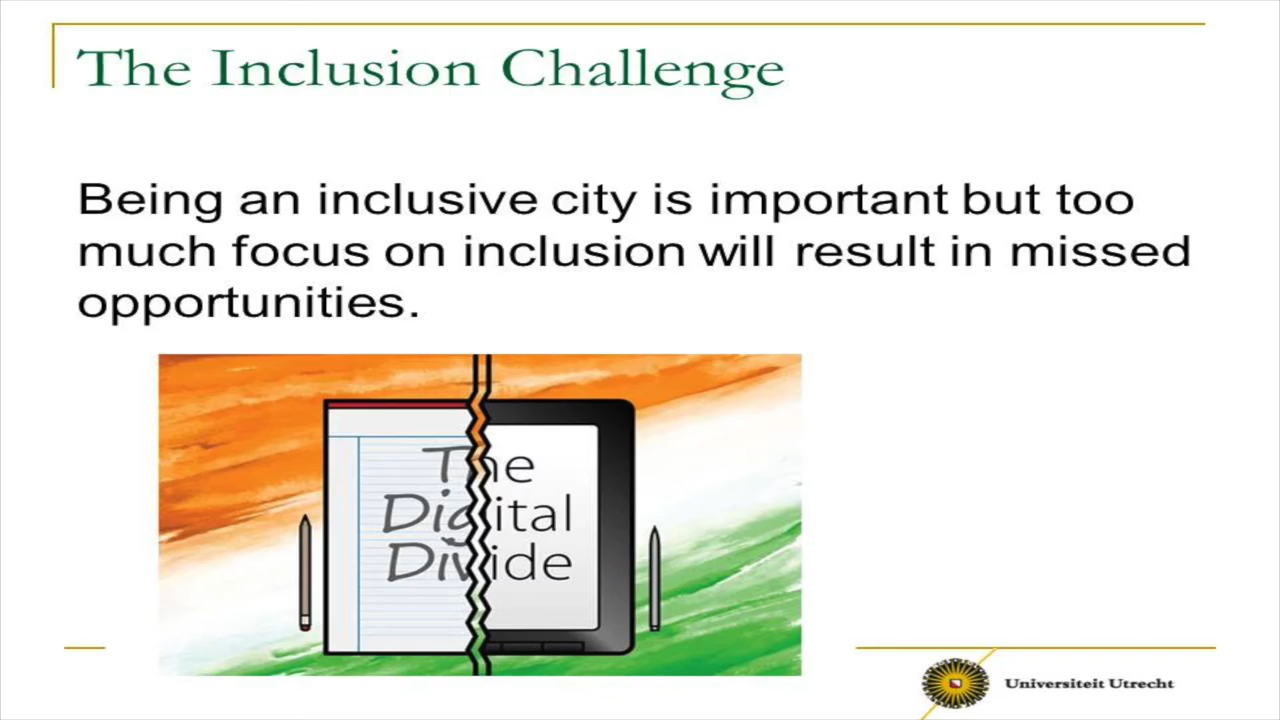 The Inclusion Challenge
Being an inclusive city is important but too
much focus on inclusion will result in missed
opportunities.
The
Digital
Divide
Universiteit Utrecht